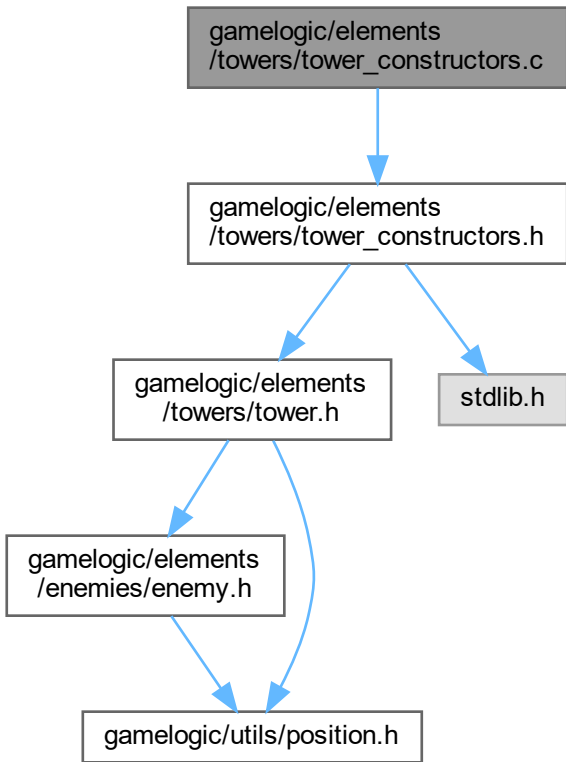 gamelogic/elements
/towers/tower_constructors.c
gamelogic/elements
/towers/tower_constructors.h
gamelogic/elements
/towers/tower.h
stdlib.h
gamelogic/elements
/enemies/enemy.h
gamelogic/utils/position.h